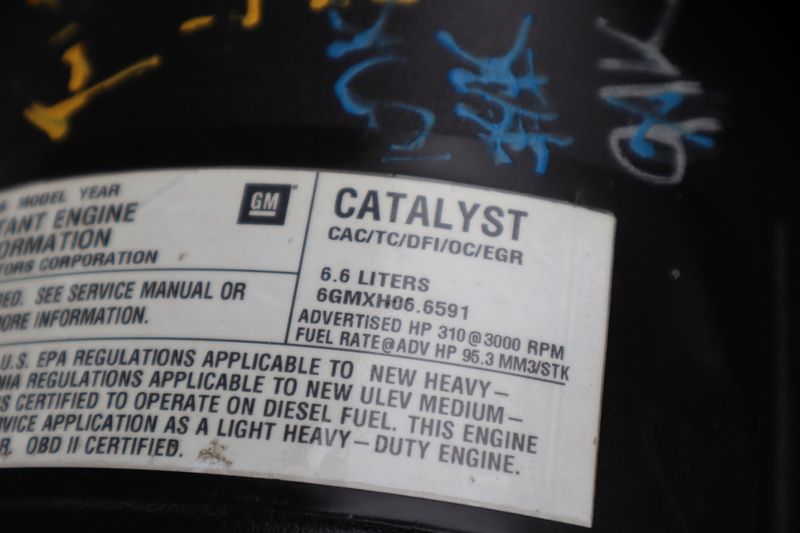 MODEL YEAR
TANT ENGINE
ORMATION
TORS CORPORATION
GM
DED. SEE SERVICE MANUAL OR
ORE INFORMATION.
CATALYST
CAC/TC/DFI/OC/EGR
6.6 LITERS
6GMXH06.6591
ADVERTISED HP 310@3000 RPM
FUEL RATE@ADV HP 95.3 MM3/STK
U.S. EPA REGULATIONS APPLICABLE TO NEW HEAVY-
NIA REGULATIONS APPLICABLE TO NEW ULEV MEDIUM-
S CERTIFIED TO OPERATE ON DIESEL FUEL. THIS ENGINE
RVICE APPLICATION AS A LIGHT HEAVY-DUTY ENGINE.
R. OBD II CERTIFIED.